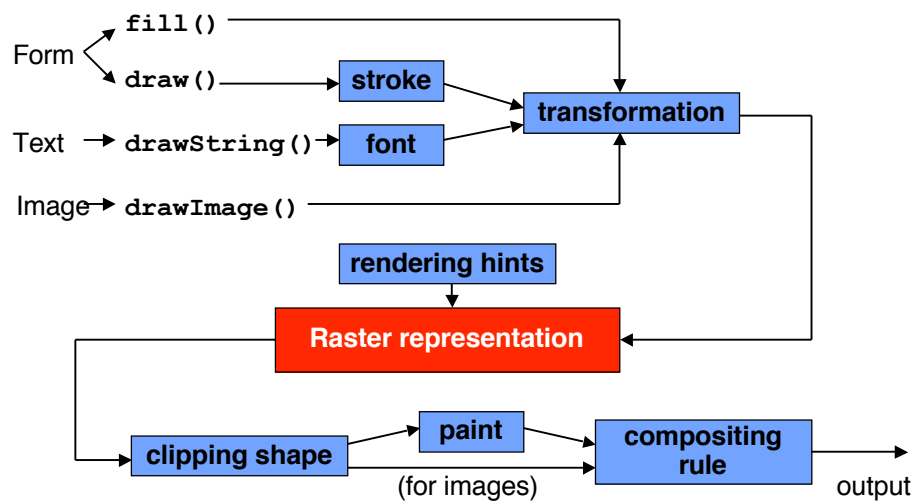 Form
fill()
draw()
stroke
transformation
Text
drawString()
font
Image
drawImage()
rendering hints
Raster representation
clipping shape
paint
compositing
rule
(for images)
output